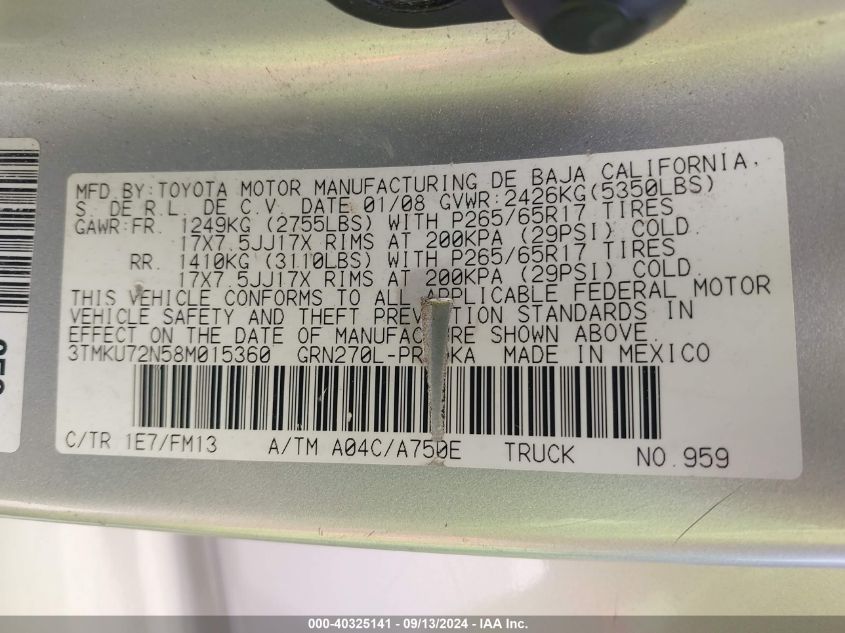 MFD BY: TOYOTA MOTOR MANUFACTURING DE BAJA CALIFORNIA,
S. DE R.L. DE C.V. DATE 01/08 GVWR:2426KG(5350LBS)
GAWR:FR. 1249KG (2755LBS) WITH P265/65R17 TIRES
17X7.5JJ17X RIMS AT 200KPA (29PSI) COLD
RR. 1410KG (3110LBS) WITH P265/65R17 TIRES
17X7.5JJ17X RIMS AT 200KPA (29PSI) COLD.
THIS VEHICLE CONFORMS TO ALL APPLICABLE FEDERAL MOTOR
VEHICLE SAFETY AND THEFT PREVENTION STANDARDS IN
EFFECT ON THE DATE OF MANUFACTURE SHOWN ABOVE.
3TMKU72N58M015360 MADE IN MEXICO
C/TR 1E7/FM13 A/TM A04C/A750E TRUCK NO.959
000-40325141 - 09/13/2024 - IAA Inc.